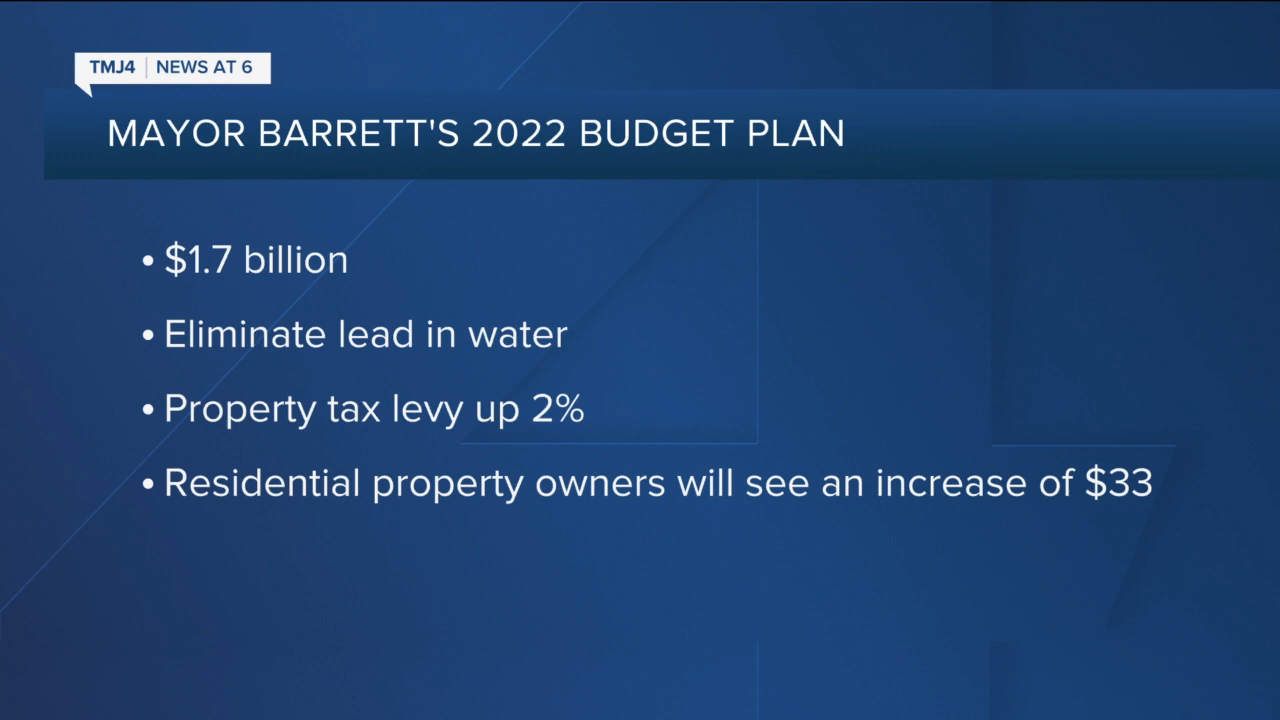 TMJ4 | NEWS AT 6
MAYOR BARRETT'S 2022 BUDGET PLAN
• $1.7 billion
• Eliminate lead in water
• Property tax levy up 2%
• Residential property owners will see an increase of $33